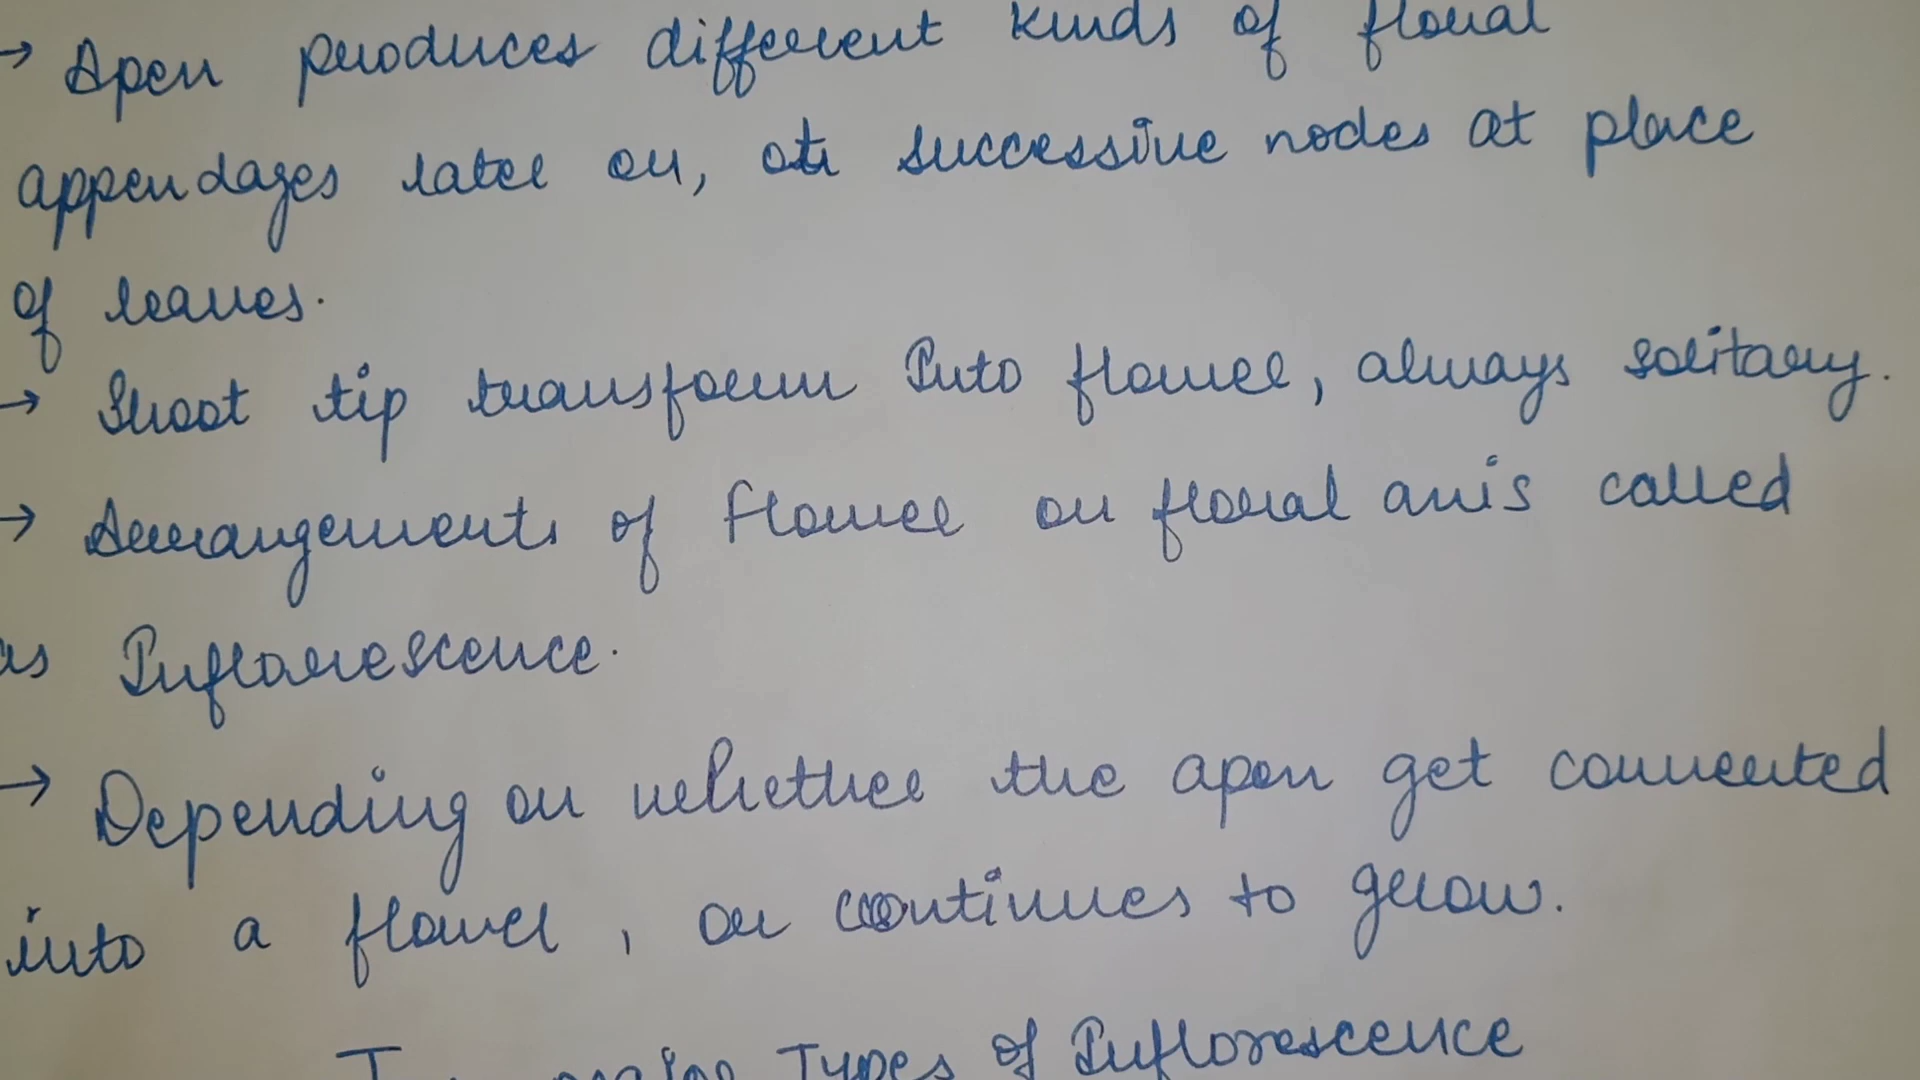 → Apex produces different kinds of floral
appendages later on, at successive nodes at place
of leaves.
→ Shoot tip transform Into flower, always solitary.
→ Arrangements of flower on floral axis called
as Inflorescence.
→ Depending on whether the apex get connected
into a flower, or continues to grow.
major Types of Inflorescence